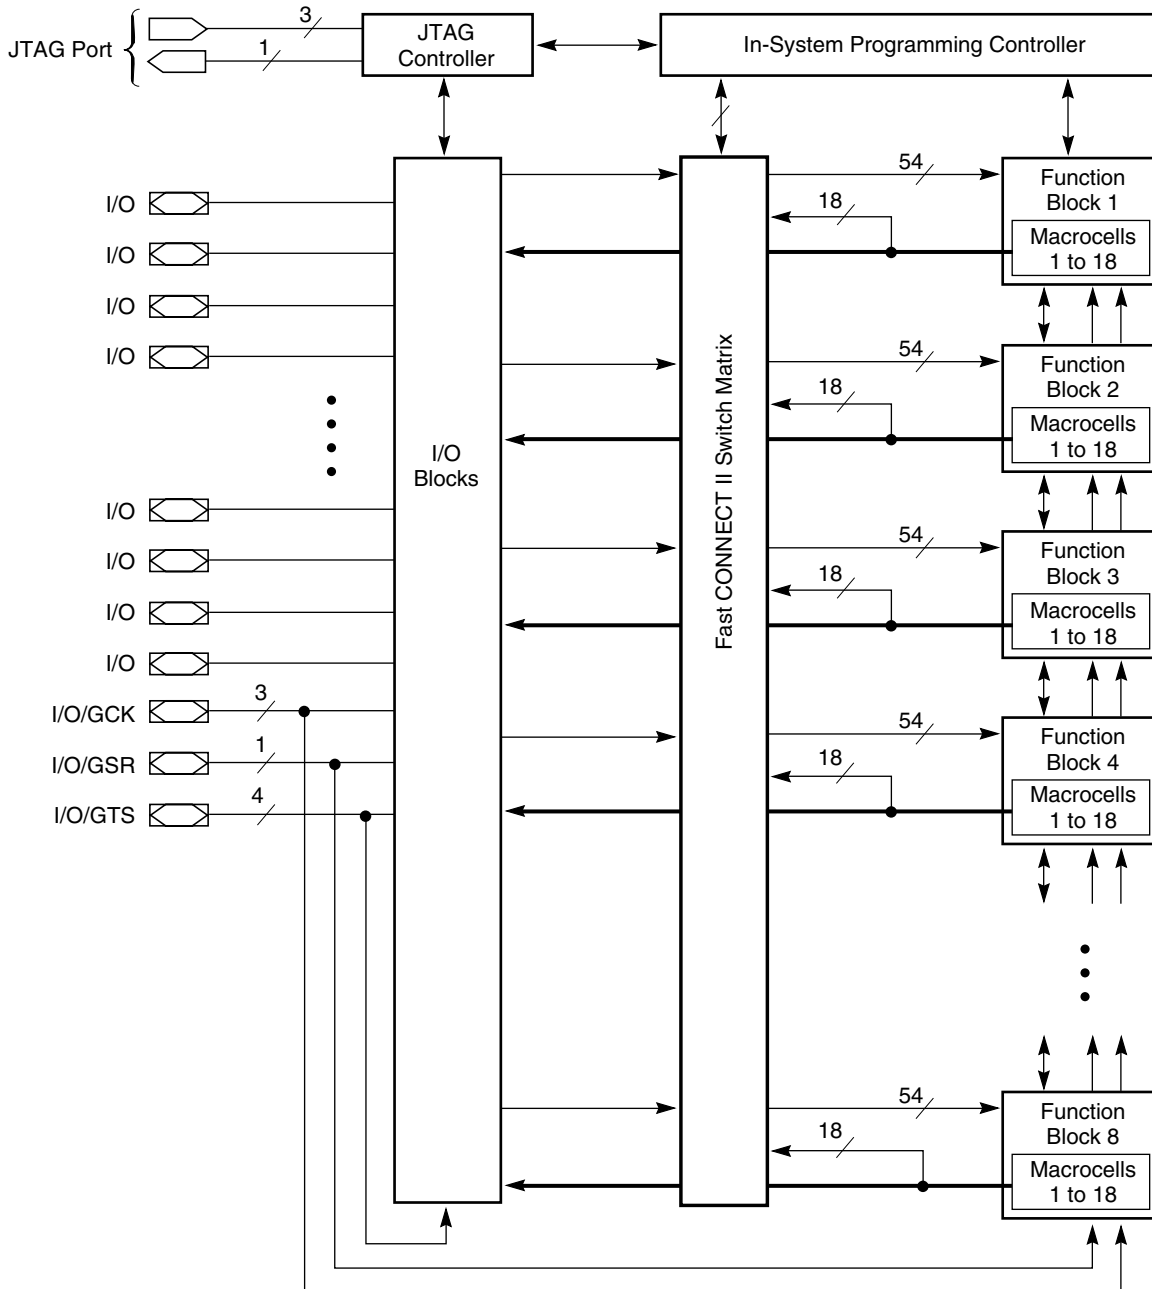 3
JTAG Port
1
JTAG
Controller
In-System Programming Controller
I/O
I/O
I/O
I/O
I/O
I/O
I/O
I/O
I/O/GCK
3
I/O/GSR
1
I/O/GTS
4
I/O
Blocks
Fast CONNECT II Switch Matrix
54
18
Function
Block 1
Macrocells
1 to 18
54
18
Function
Block 2
Macrocells
1 to 18
54
18
Function
Block 3
Macrocells
1 to 18
54
18
Function
Block 4
Macrocells
1 to 18
54
18
Function
Block 8
Macrocells
1 to 18